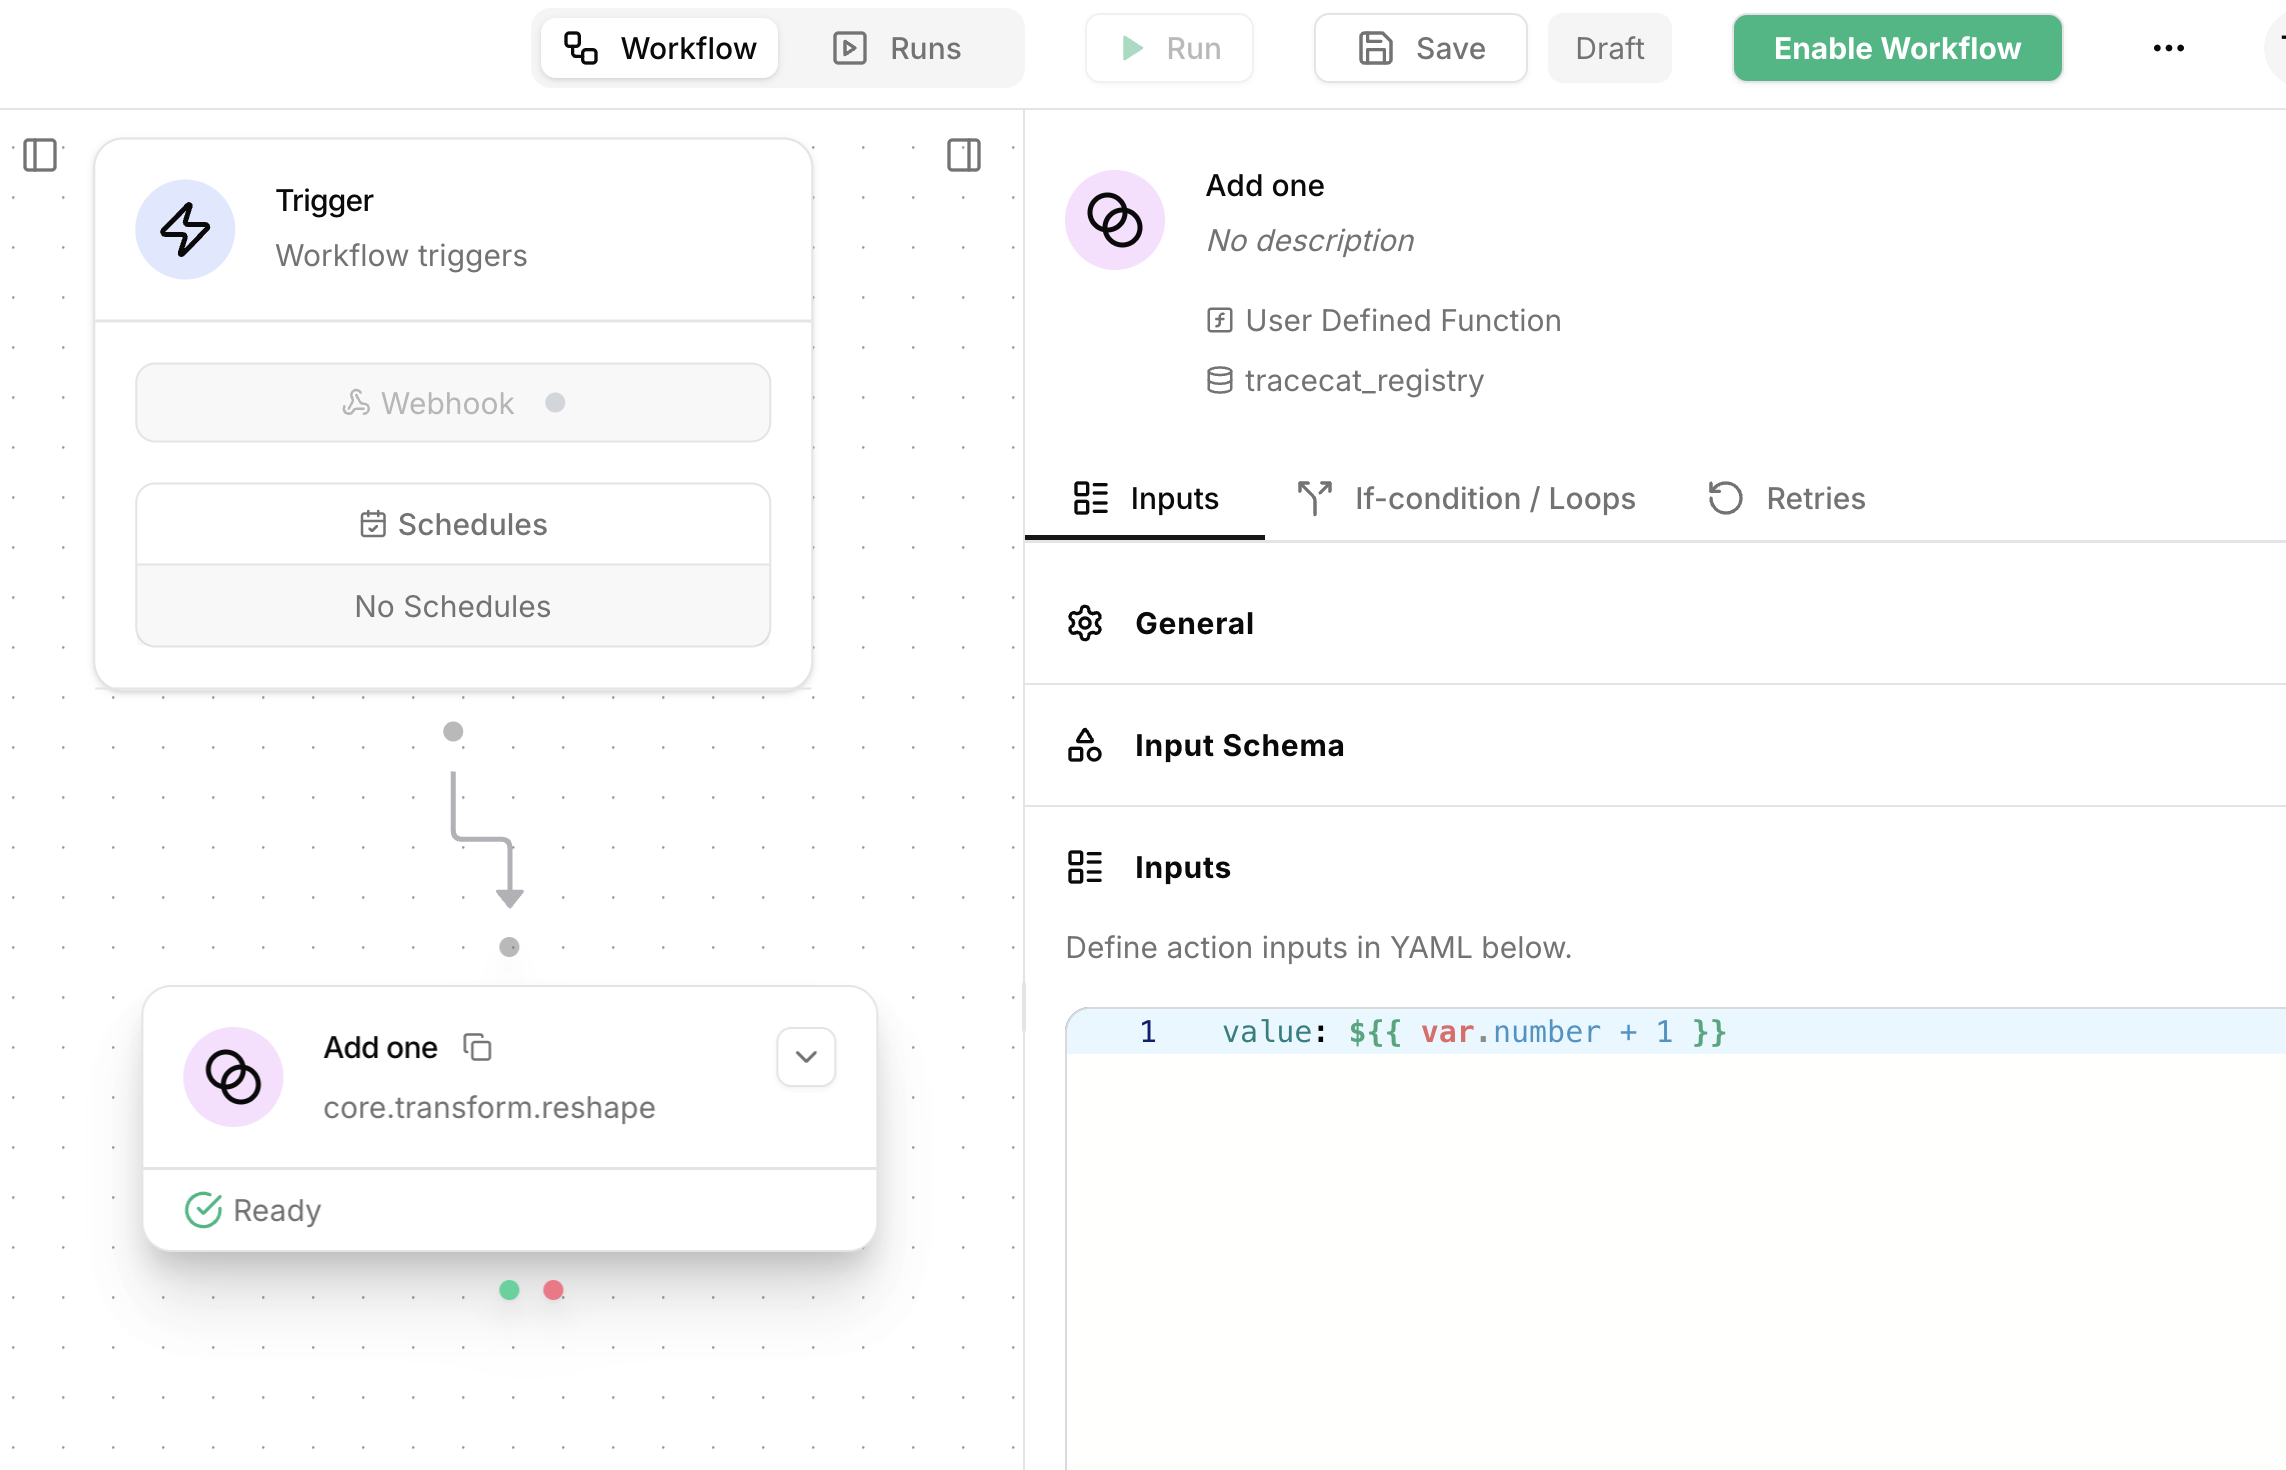 Workflow
Runs
Run
Save
Draft
Enable Workflow
Trigger
Workflow triggers
Webhook
Schedules
No Schedules
Add one
core.transform.reshape
Ready
Add one
No description
User Defined Function
tracecat_registry
Inputs
If-condition / Loops
Retries
General
Input Schema
Inputs
Define action inputs in YAML below.
1 value: ${{ var.number + 1 }}